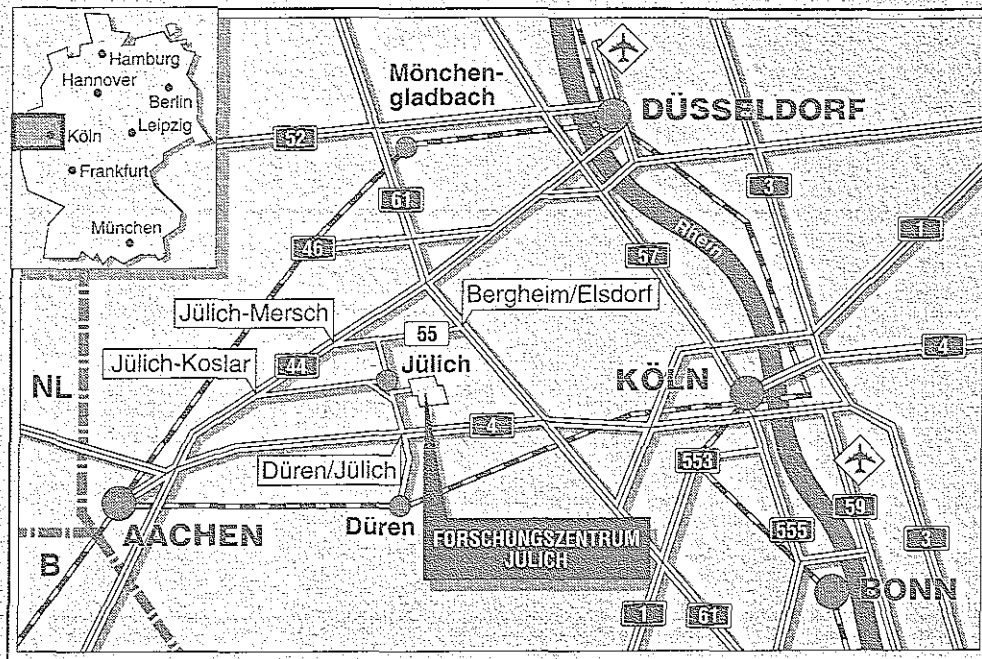 Hamburg
Hannover
Berlin
Leipzig
Köln
Frankfurt
München
Mönchen-
gladbach
DÜSSELDORF
52
61
3
1
46
57
Rhein
Bergheim/Elsdorf
Jülich-Mersch
55
44
Jülich
Jülich-Koslar
4
KÖLN
NL
4
553
Düren/Jülich
59
Düren
AACHEN
FORSCHUNGSZENTRUM
JÜLICH
555
3
B
BONN
1
61